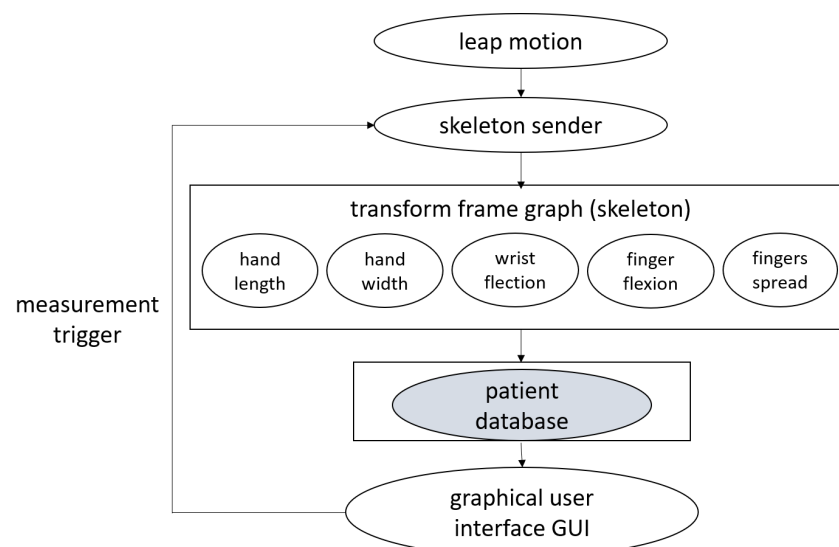 leap motion
skeleton sender
transform frame graph (skeleton)
hand
length
hand
width
wrist
flection
finger
flexion
fingers
spread
measurement
trigger
patient
database
graphical user
interface GUI